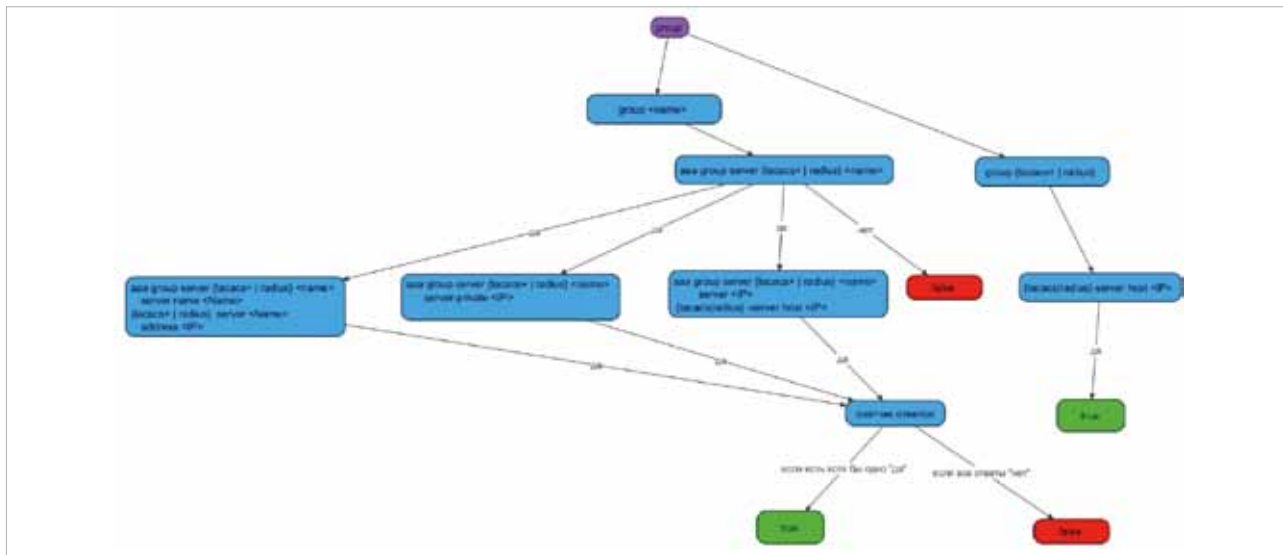 group
group <name>
aaa group server {tacacs+ | radius} <name>
group {tacacs+ | radius}
да
да
да
нет
aaa group server {tacacs+ | radius} <name>
server name <Name>
{tacacs+ | radius} server <Name>
address <IP>
aaa group server {tacacs+ | radius} <name>
server-private <IP>
aaa group server {tacacs+ | radius} <name>
server <IP>
{tacacs|radius}-server host <IP>
false
{tacacs|radius}-server host <IP>
да
да
да
да
true
если есть хотя бы одно "да"
если все ответы "нет"
true
false